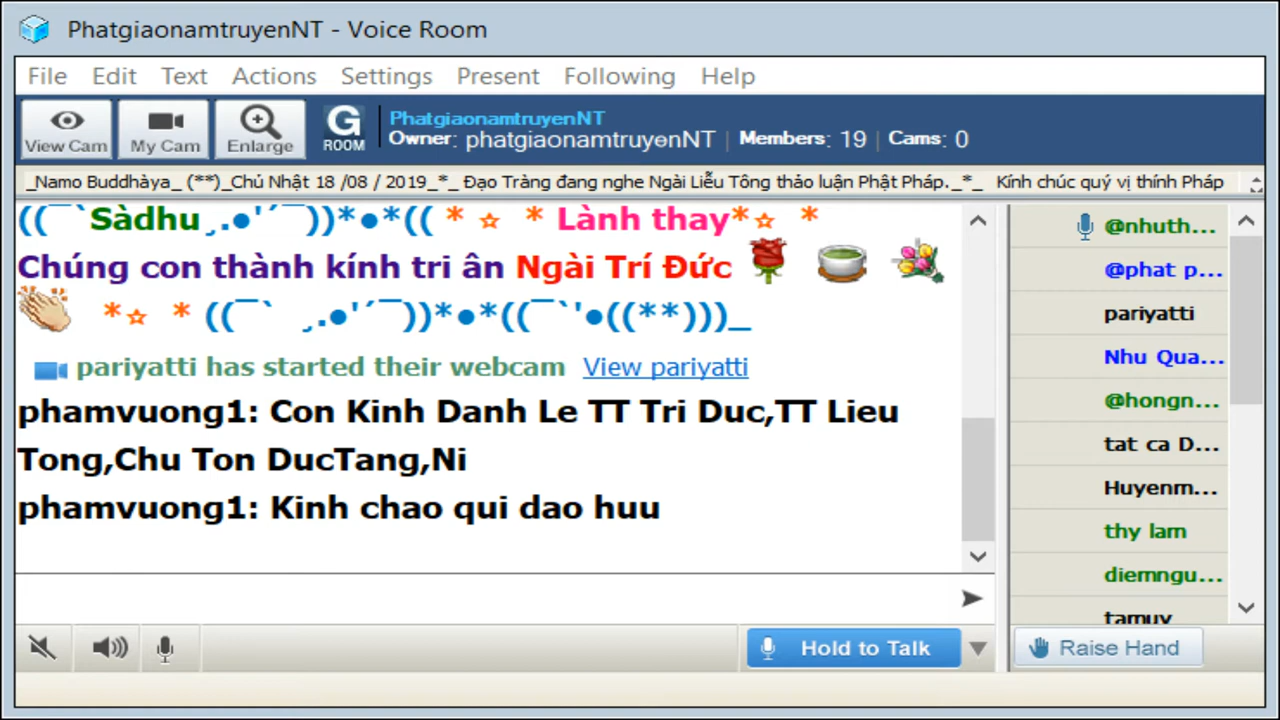 PhatgiaonamtruyenNT - Voice Room
File Edit Text Actions Settings Present Following Help
View Cam My Cam Enlarge G ROOM
PhatgiaonamtruyenNT
Owner: phatgiaonamtruyenNT | Members: 19 | Cams: 0
_Namo Buddhàya_ (**)_Chủ Nhật 18 /08 / 2019_*_ Đạo Tràng đang nghe Ngài Liễu Tông thảo luận Phật Pháp._*_ Kính chúc quý vị thính Pháp
((¯`Sàdhu¸.●'´¯))*●*(( * ☆ * Lành thay*☆ *
Chúng con thành kính tri ân Ngài Trí Đức
*☆ * ((¯` ¸.●'´¯))*●*((¯`'●((**)))_
pariyatti has started their webcam View pariyatti
phamvuong1: Con Kinh Danh Le TT Tri Duc,TT Lieu
Tong,Chu Ton DucTang,Ni
phamvuong1: Kinh chao qui dao huu
@nhuth...
@phat p...
pariyatti
Nhu Qua...
@hongn...
tat ca D...
Huyenm...
thy lam
diemngu...
tamuy
Hold to Talk
Raise Hand